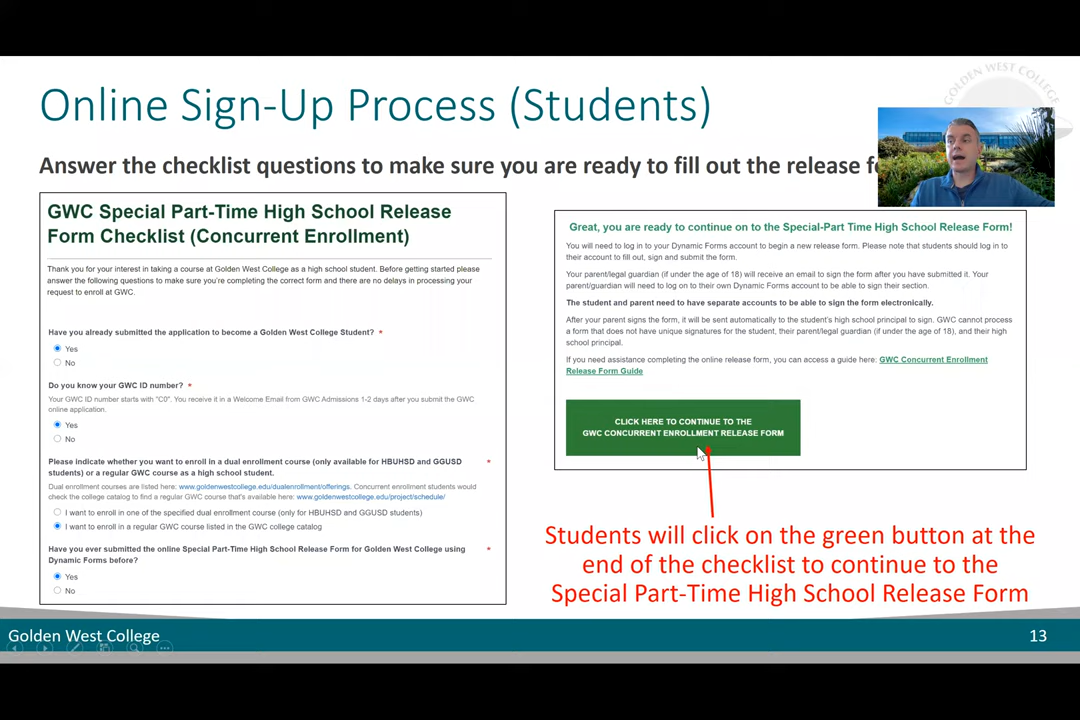 Online Sign-Up Process (Students)
GOLDEN WEST COLLEGE
Answer the checklist questions to make sure you are ready to fill out the release
GWC Special Part-Time High School Release
Form Checklist (Concurrent Enrollment)
Thank you for your interest in taking a course at Golden West College as a high school student. Before getting started please
answer the following questions to make sure you're completing the correct form and there are no delays in processing your
request to enroll at GWC.
Have you already submitted the application to become a Golden West College Student? *
Yes
No
Do you know your GWC ID number? *
Your GWC ID number starts with "C0". You receive it in a Welcome Email from GWC Admissions 1-2 days after you submit the GWC
online application.
Yes
No
Please indicate whether you want to enroll in a dual enrollment course (only available for HBUHSD and GGUSD *
students) or a regular GWC course as a high school student.
Dual enrollment courses are listed here: www.goldenwestcollege.edu/dualenrollment/offerings. Concurrent enrollment students would
check the college catalog to find a regular GWC course that's available here: www.goldenwestcollege.edu/project/schedule/
I want to enroll in one of the specified dual enrollment course (only for HBUHSD and GGUSD students)
I want to enroll in a regular GWC course listed in the GWC college catalog
Have you ever submitted the online Special Part-Time High School Release Form for Golden West College using *
Dynamic Forms before?
Yes
No
Great, you are ready to continue on to the Special-Part Time High School Release Form!
You will need to log in to your Dynamic Forms account to begin a new release form. Please note that students should log in to
their account to fill out, sign and submit the form.
Your parent/legal guardian (if under the age of 18) will receive an email to sign the form after you have submitted it. Your
parent/guardian will need to log on to their own Dynamic Forms account to be able to sign their section.
The student and parent need to have separate accounts to be able to sign the form electronically.
After your parent signs the form, it will be sent automatically to the student's high school principal to sign. GWC cannot process
a form that does not have unique signatures for the student, their parent/legal guardian (if under the age of 18), and their high
school principal.
If you need assistance completing the online release form, you can access a guide here: GWC Concurrent Enrollment
Release Form Guide
CLICK HERE TO CONTINUE TO THE
GWC CONCURRENT ENROLLMENT RELEASE FORM
Students will click on the green button at the
end of the checklist to continue to the
Special Part-Time High School Release Form
Golden West College
13